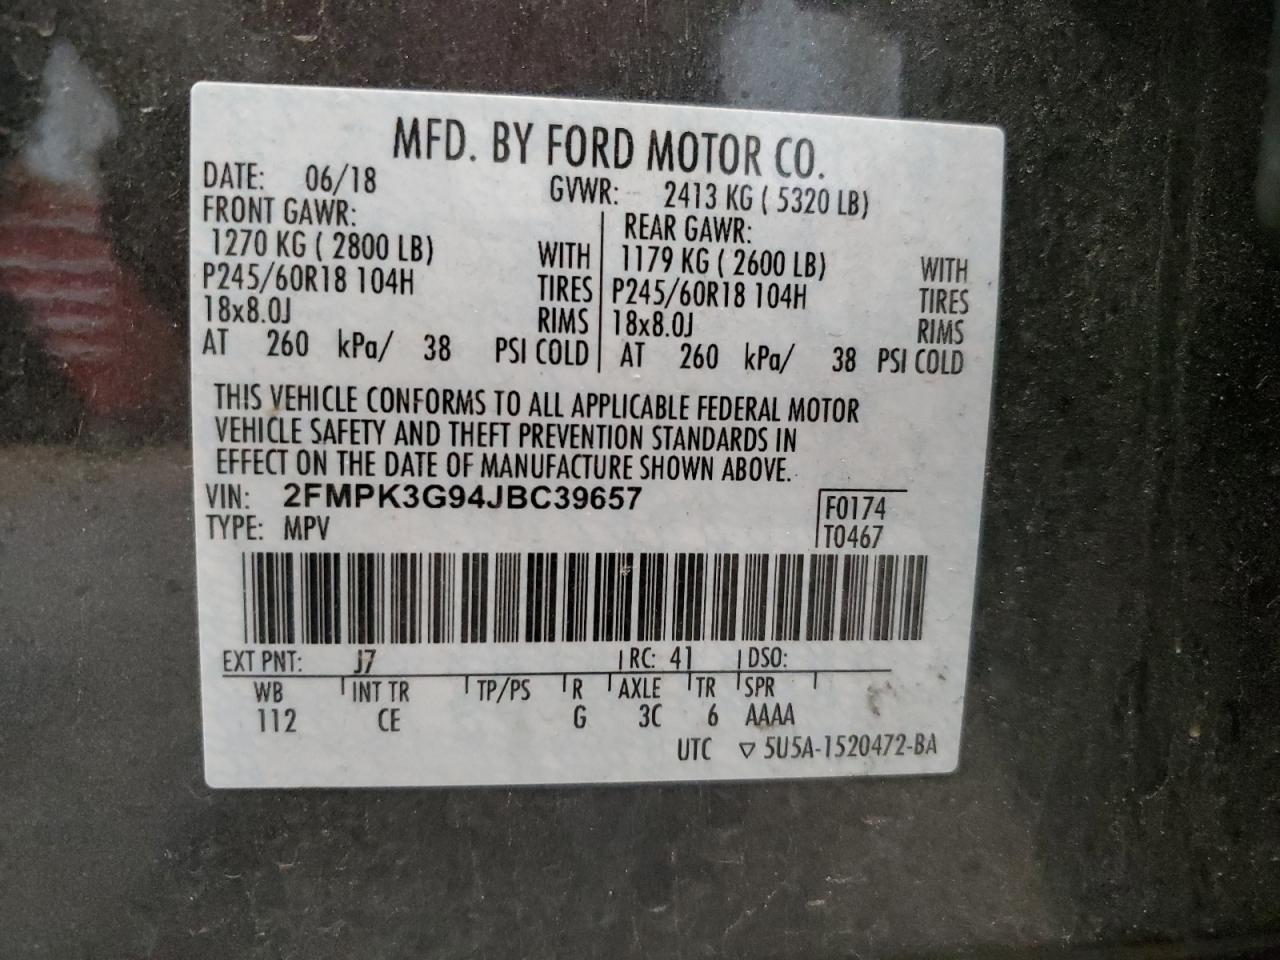 MFD. BY FORD MOTOR CO.
DATE: 06/18 GVWR: 2413 KG ( 5320 LB)
FRONT GAWR: REAR GAWR:
1270 KG ( 2800 LB) WITH 1179 KG ( 2600 LB) WITH
P245/60R18 104H TIRES P245/60R18 104H TIRES
18x8.0J RIMS 18x8.0J RIMS
AT 260 kPa/ 38 PSI COLD AT 260 kPa/ 38 PSI COLD
THIS VEHICLE CONFORMS TO ALL APPLICABLE FEDERAL MOTOR
VEHICLE SAFETY AND THEFT PREVENTION STANDARDS IN
EFFECT ON THE DATE OF MANUFACTURE SHOWN ABOVE.
VIN: 2FMPK3G94JBC39657 F0174
TYPE: MPV T0467
EXT PNT: J7 RC: 41 DSO:
WB INT TR TP/PS R AXLE TR SPR
112 CE G 3C 6 AAAA
UTC ▽ 5U5A-1520472-BA